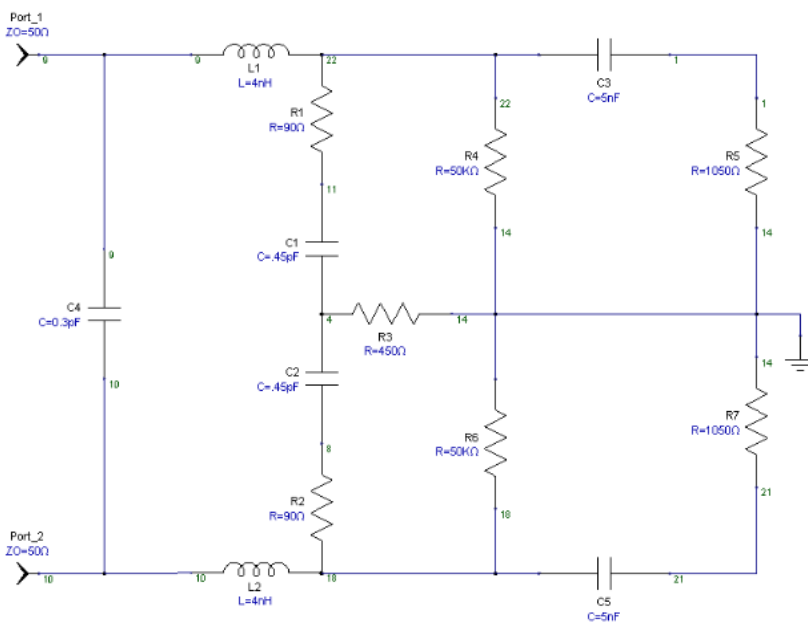 Port_1
ZO=50Ω
9
9
L1
L=4nH
22
C3
C=5nF
1
R1
R=90Ω
22
1
R4
R=50KΩ
R5
R=1050Ω
11
14
14
C1
C=.45pF
9
C4
C=0.3pF
4
R3
R=450Ω
14
C2
C=.45pF
14
10
R7
R=1050Ω
R6
R=50KΩ
8
21
R2
R=90Ω
18
Port_2
ZO=50Ω
10
10
L2
L=4nH
18
C5
C=5nF
21